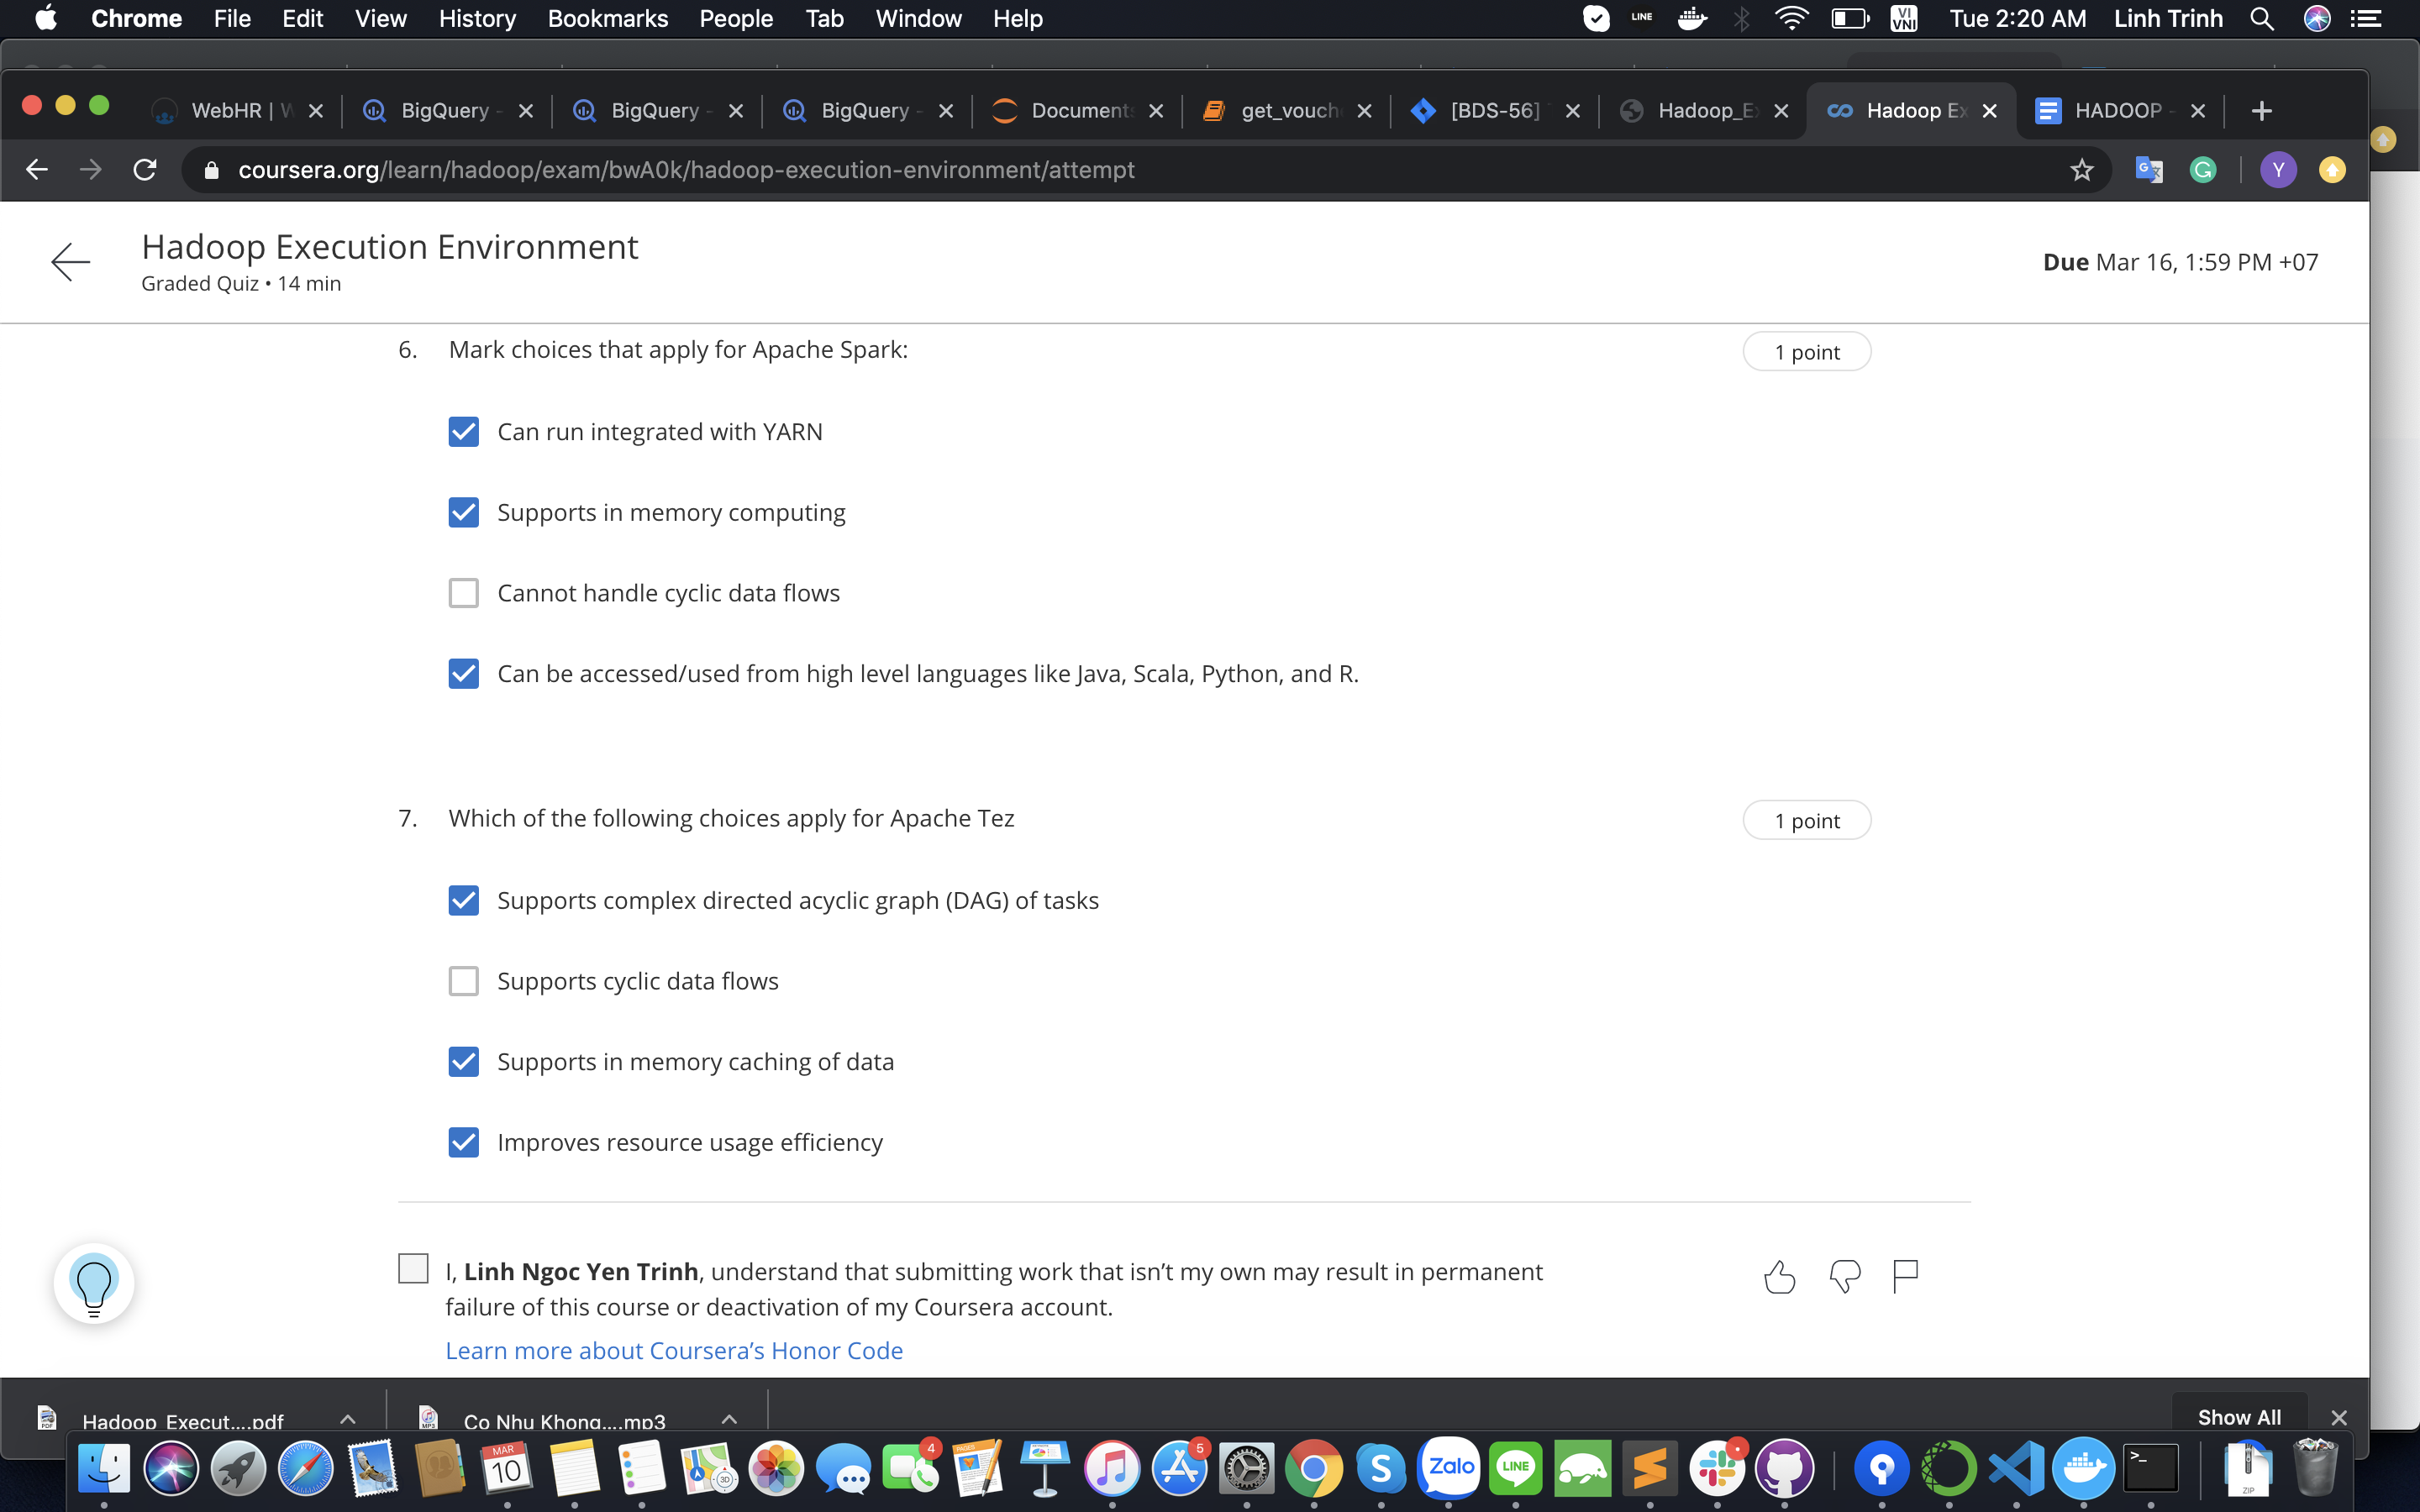 Chrome File Edit View History Bookmarks People Tab Window Help LINE VI VNI Tue 2:20 AM Linh Trinh
WebHR | BigQuery - BigQuery - BigQuery - Document get_vouch [BDS-56] Hadoop_E Hadoop Ex HADOOP -
coursera.org/learn/hadoop/exam/bwA0k/hadoop-execution-environment/attempt Y
Hadoop Execution Environment
Graded Quiz • 14 min
Due Mar 16, 1:59 PM +07
6. Mark choices that apply for Apache Spark:
1 point
Can run integrated with YARN
Supports in memory computing
Cannot handle cyclic data flows
Can be accessed/used from high level languages like Java, Scala, Python, and R.
7. Which of the following choices apply for Apache Tez
1 point
Supports complex directed acyclic graph (DAG) of tasks
Supports cyclic data flows
Supports in memory caching of data
Improves resource usage efficiency
I, Linh Ngoc Yen Trinh, understand that submitting work that isn't my own may result in permanent
failure of this course or deactivation of my Coursera account.
Learn more about Coursera's Honor Code
Hadoop_Execut....pdf Co Nhu Khong....mp3 Show All
MAR 10 3D 4 PAGES 5 S Zalo LINE >_ ZIP